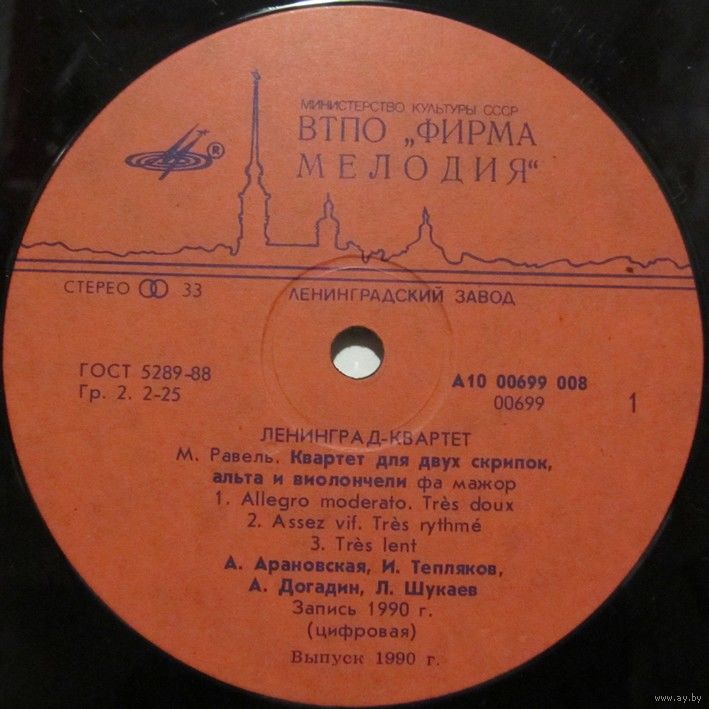 МИНИСТЕРСТВО КУЛЬТУРЫ СССР
ВТПО „ФИРМА
МЕЛОДИЯ“
®
СТЕРЕО 33
ЛЕНИНГРАДСКИЙ ЗАВОД
ГОСТ 5289-88
Гр. 2. 2-25
А10 00699 008
00699
1
ЛЕНИНГРАД-КВАРТЕТ
М. Равель. Квартет для двух скрипок,
альта и виолончели фа мажор
1. Allegro moderato. Très doux
2. Assez vif. Très rythmé
3. Très lent
А. Арановская, И. Тепляков,
А. Догадин, Л. Шукаев
Запись 1990 г.
(цифровая)
Выпуск 1990 г.
www.ay.by